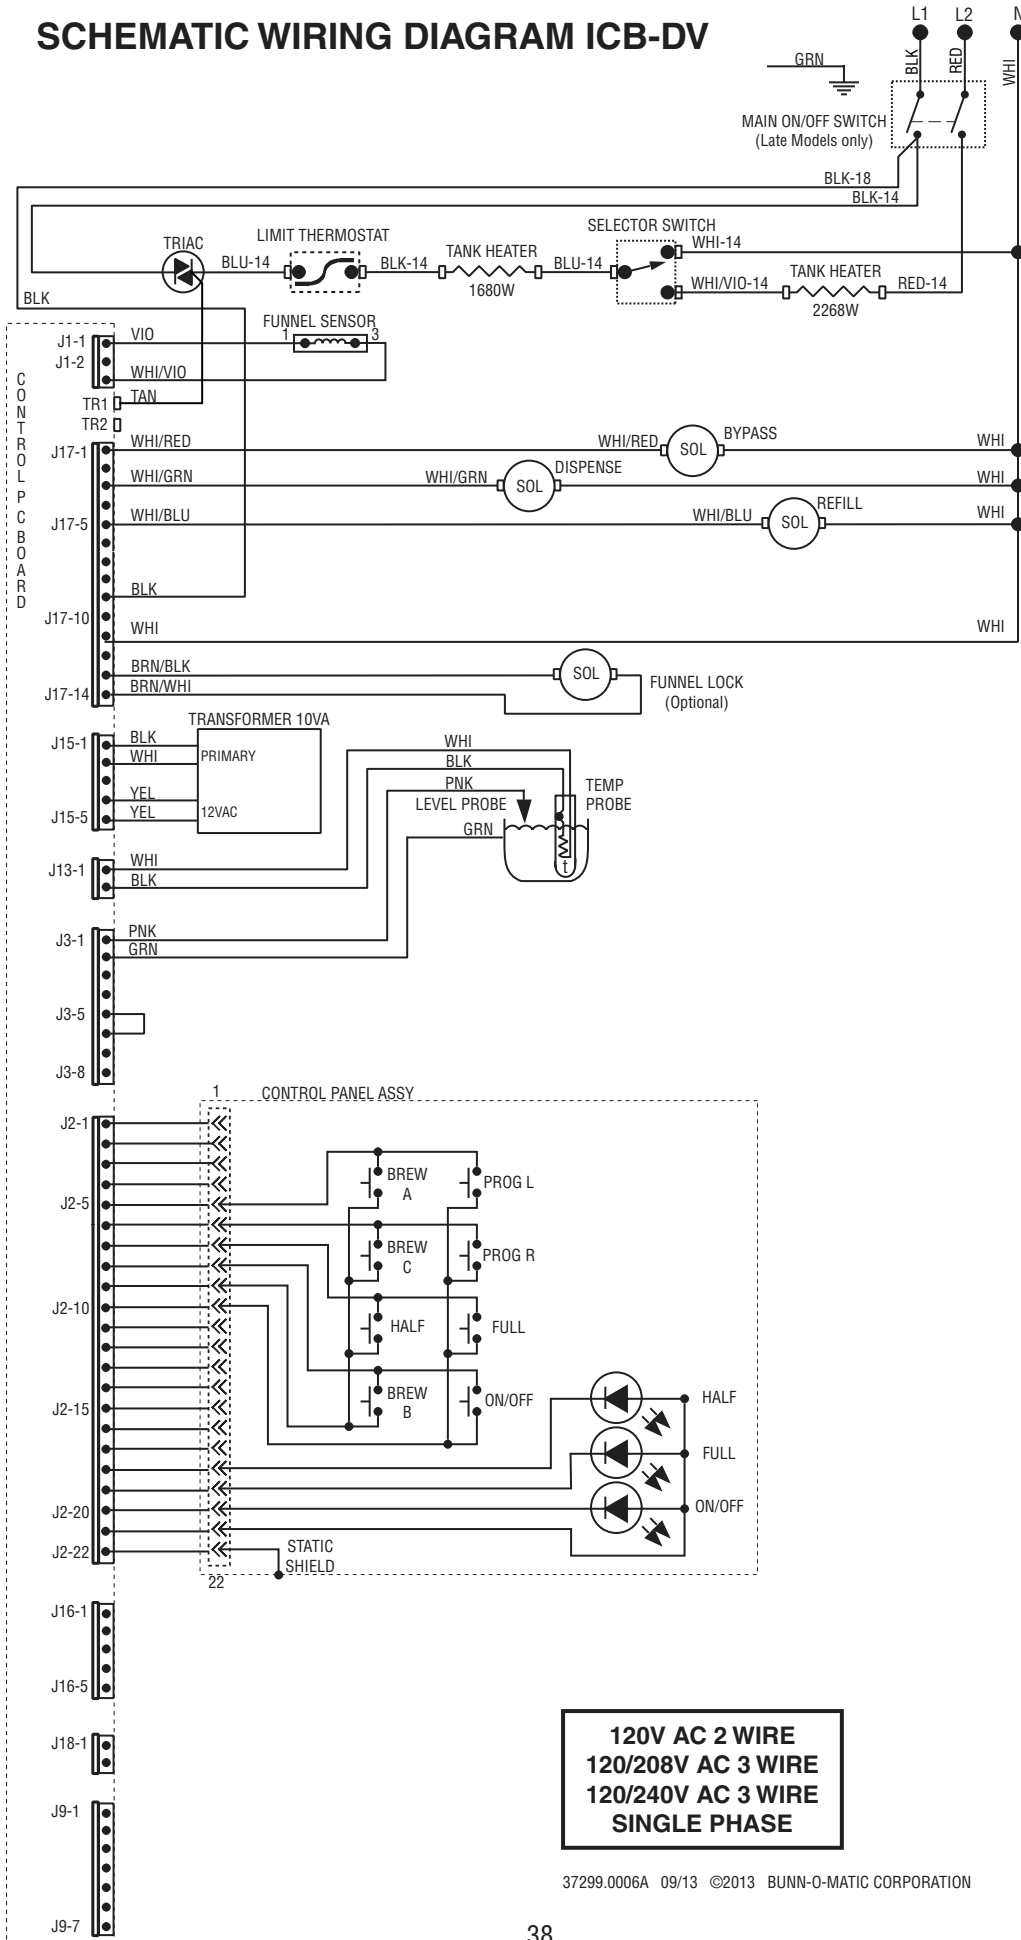 SCHEMATIC WIRING DIAGRAM ICB-DV
L1 L2 N
GRN
BLK
RED
WHI
MAIN ON/OFF SWITCH
(Late Models only)
BLK-18
BLK-14
TRIAC
LIMIT THERMOSTAT
SELECTOR SWITCH
BLU-14
BLK-14
TANK HEATER
1680W
BLU-14
WHI-14
WHI/VIO-14
TANK HEATER
2268W
RED-14
BLK
CONTROL PC BOARD
J1-1
VIO
FUNNEL SENSOR
1 3
J1-2
WHI/VIO
TR1
TAN
TR2
J17-1
WHI/RED
WHI/RED
SOL
BYPASS
WHI
WHI/GRN
WHI/GRN
SOL
DISPENSE
WHI
J17-5
WHI/BLU
WHI/BLU
SOL
REFILL
WHI
BLK
J17-10
WHI
WHI
BRN/BLK
SOL
FUNNEL LOCK
(Optional)
J17-14
BRN/WHI
TRANSFORMER 10VA
J15-1
BLK
WHI
PRIMARY
YEL
J15-5
YEL
12VAC
WHI
BLK
PNK
LEVEL PROBE
TEMP
PROBE
GRN
t
J13-1
WHI
BLK
J3-1
PNK
GRN
J3-5
J3-8
1
CONTROL PANEL ASSY
J2-1
J2-5
BREW
A
PROG L
BREW
C
PROG R
J2-10
HALF
FULL
BREW
B
ON/OFF
J2-15
HALF
FULL
J2-20
ON/OFF
J2-22
STATIC
SHIELD
22
J16-1
J16-5
J18-1
J9-1
J9-7
120V AC 2 WIRE
120/208V AC 3 WIRE
120/240V AC 3 WIRE
SINGLE PHASE
37299.0006A 09/13 ©2013 BUNN-O-MATIC CORPORATION
38